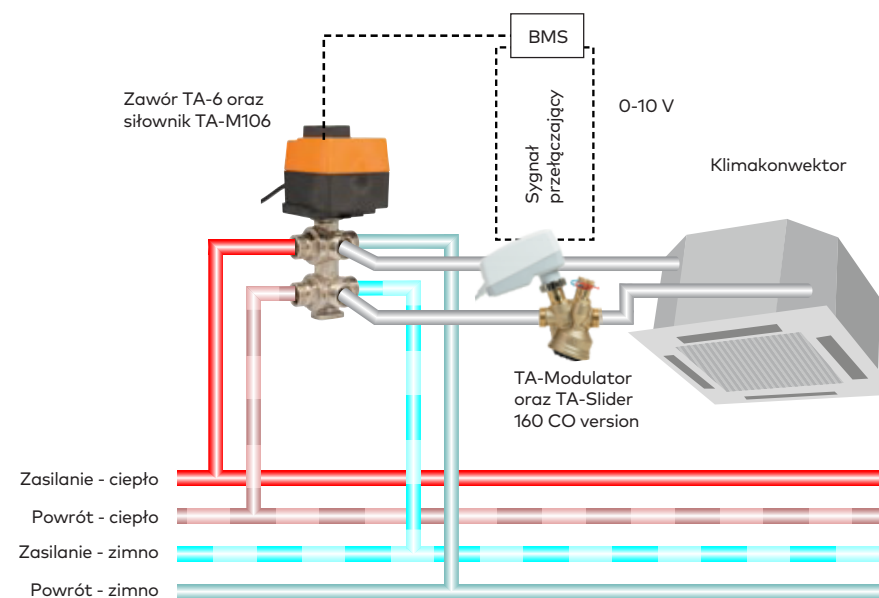 BMS
Zawór TA-6 oraz
siłownik TA-M106
0-10 V
Sygnał
przełączający
Klimakonwektor
TA-Modulator
oraz TA-Slider
160 CO version
Zasilanie - ciepło
Powrót - ciepło
Zasilanie - zimno
Powrót - zimno